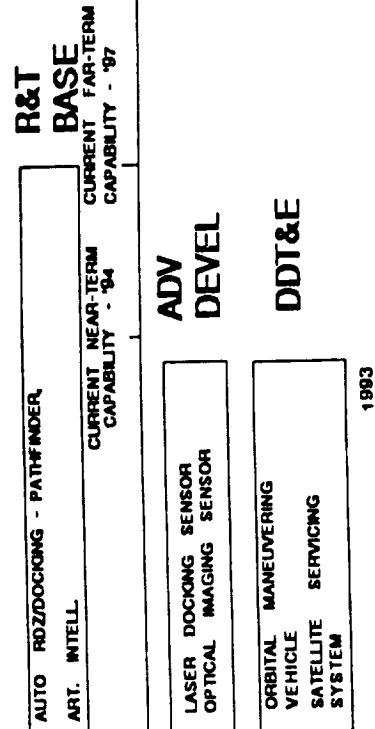 R&T
BASE
AUTO RDZ/DOCKING - PATHFINDER,
ART. INTELL.
CURRENT FAR-TERM
CAPABILITY - '97
CURRENT NEAR-TERM
CAPABILITY - '94
ADV
DEVEL
LASER DOCKING SENSOR
OPTICAL IMAGING SENSOR
DDT&E
ORBITAL MANEUVERING
VEHICLE
SATELLITE SERVICING
SYSTEM
1993